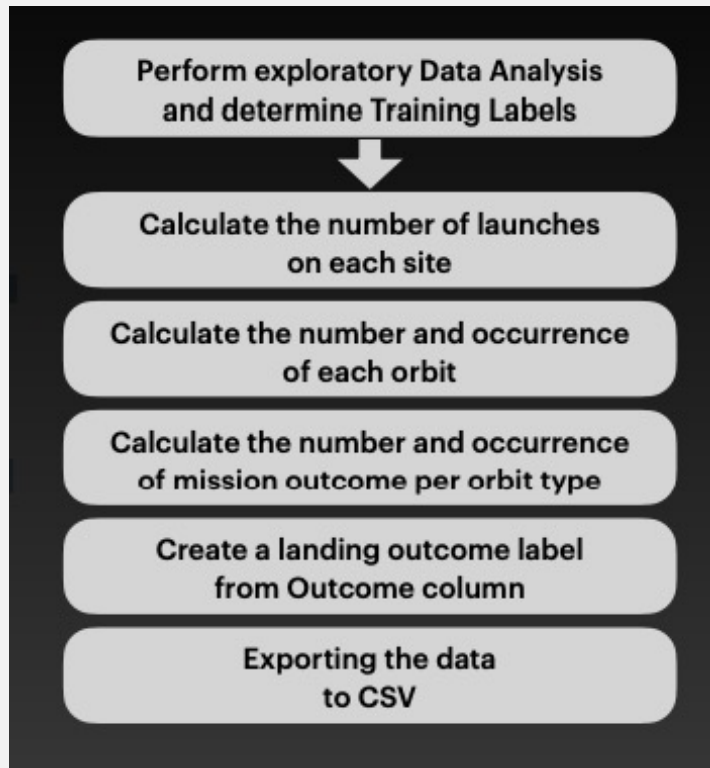 Perform exploratory Data Analysis
and determine Training Labels
Calculate the number of launches
on each site
Calculate the number and occurrence
of each orbit
Calculate the number and occurrence
of mission outcome per orbit type
Create a landing outcome label
from Outcome column
Exporting the data
to CSV